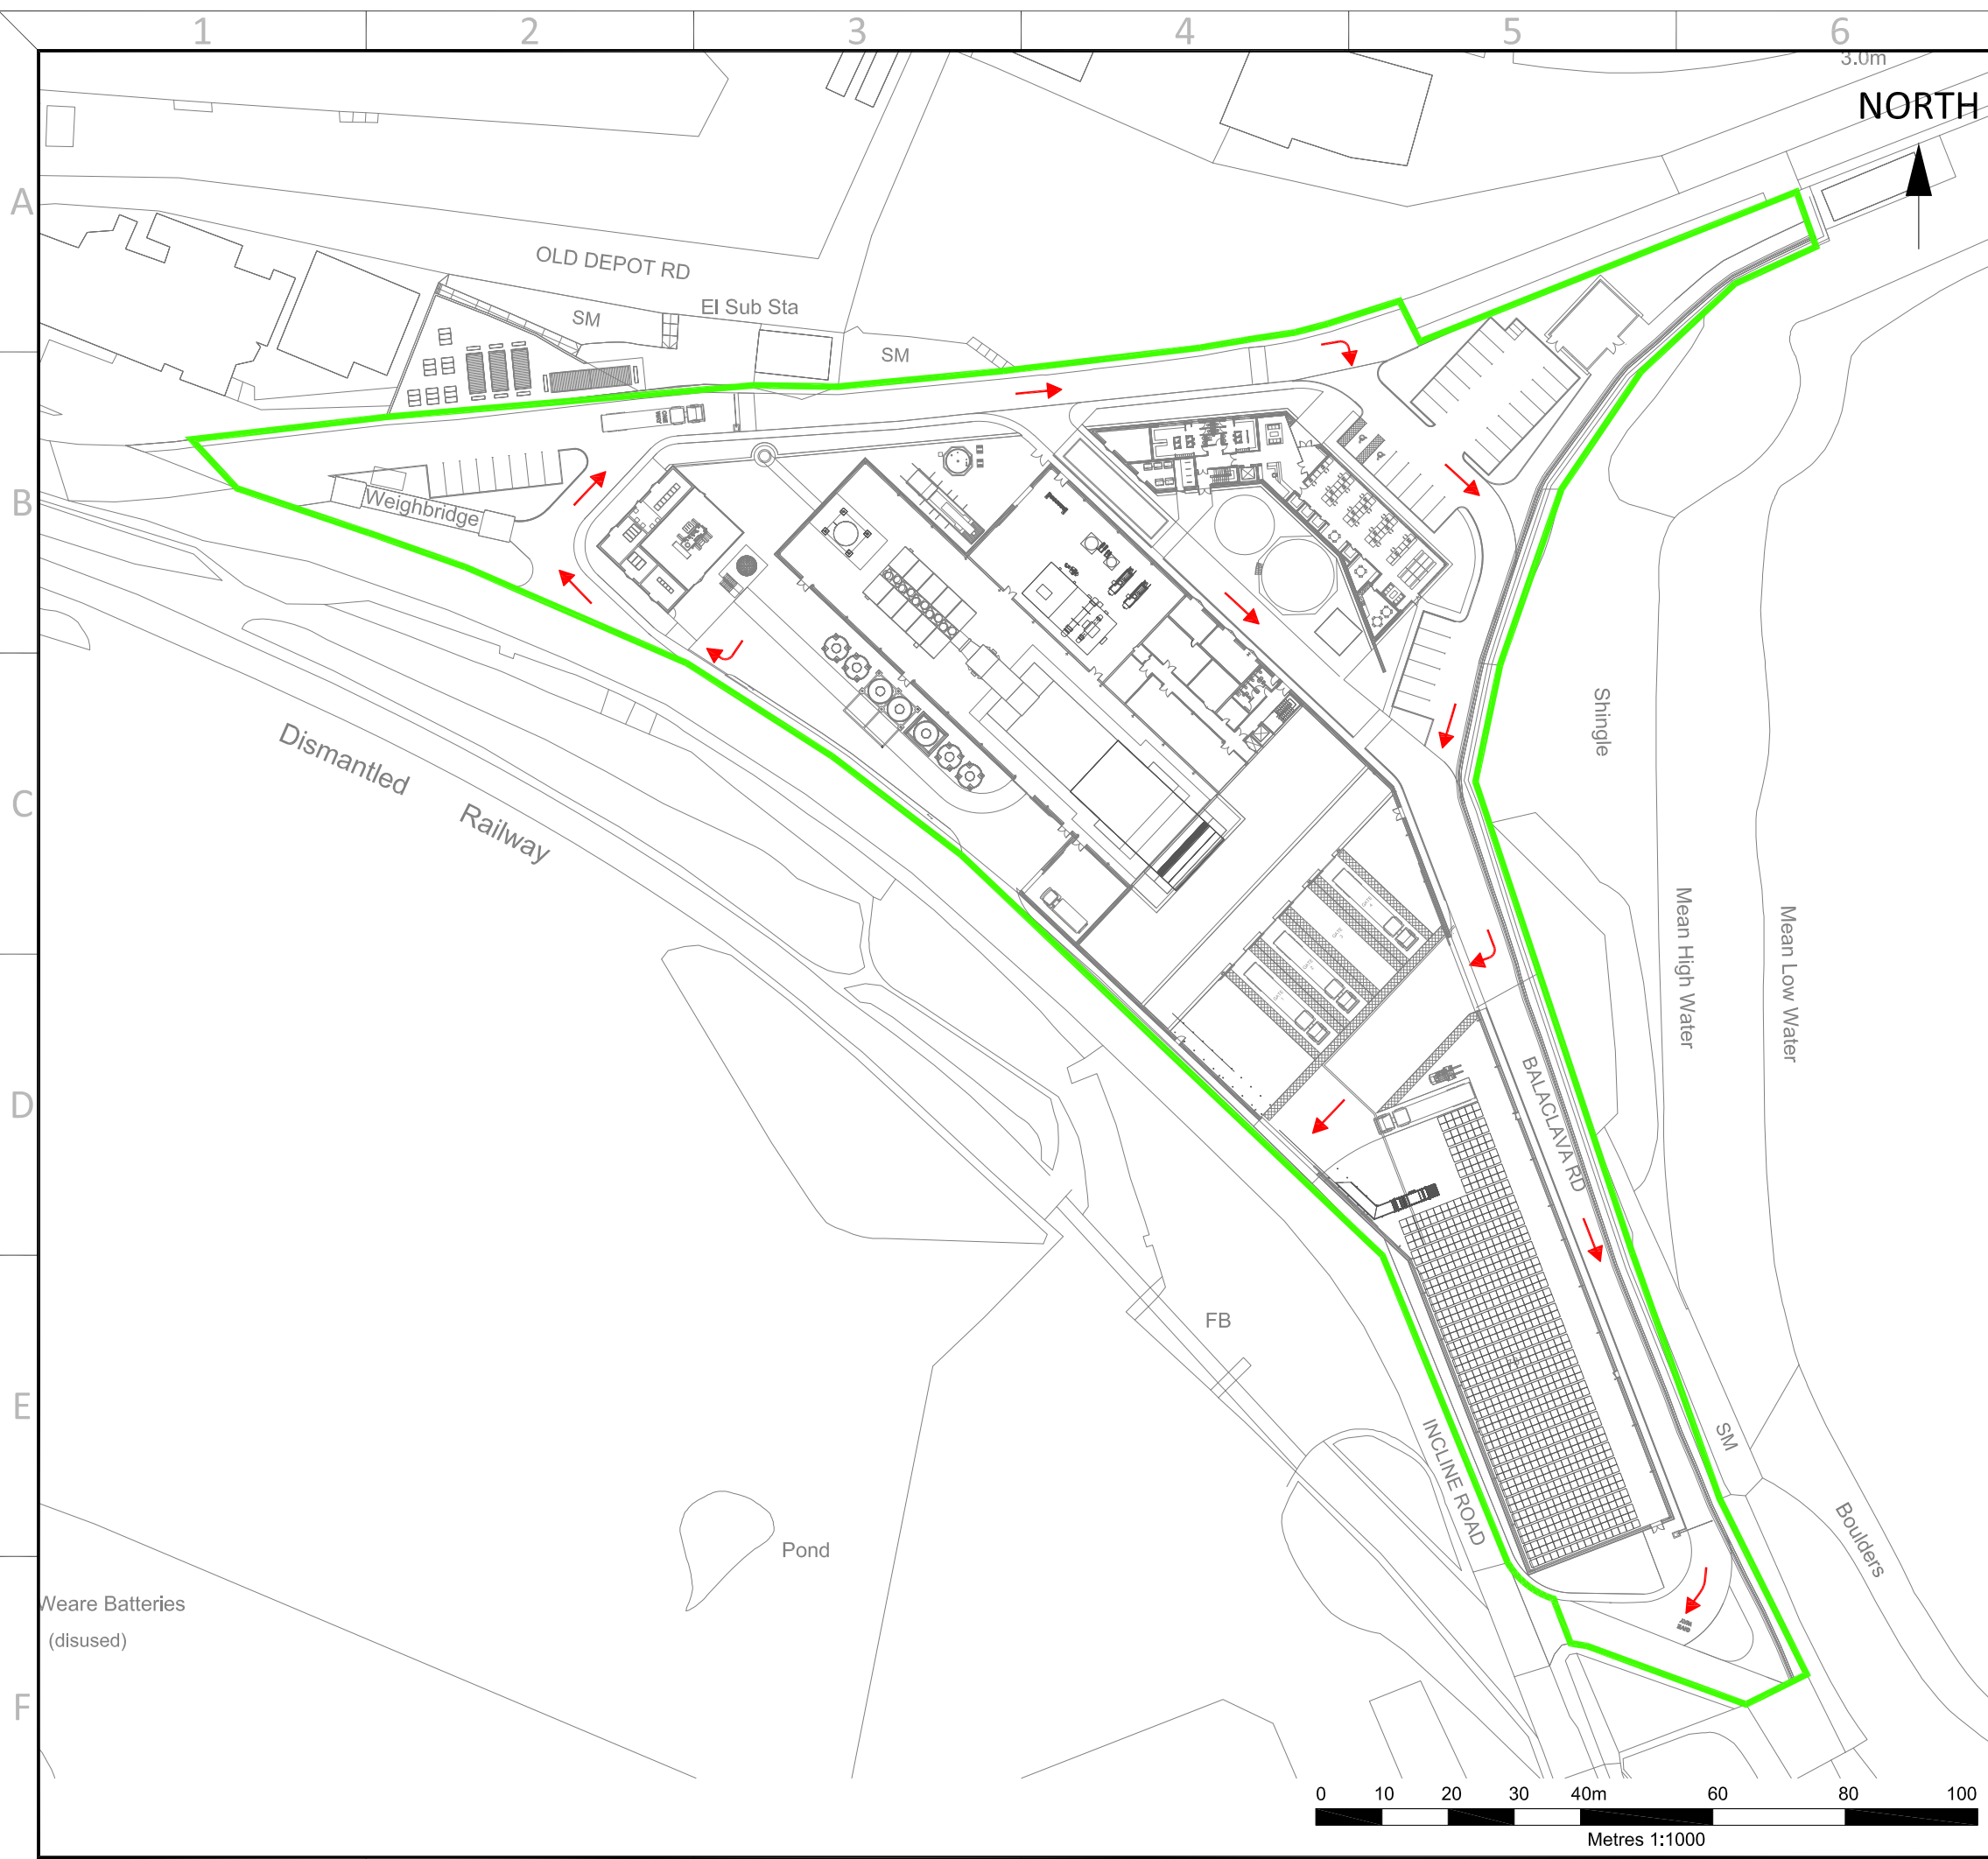 1 2 3 4 5 6
3.0m
NORTH
A
OLD DEPOT RD
El Sub Sta
SM
SM
B
Weighbridge
Shingle
Dismantled
Railway
C
Mean High Water
Mean Low Water
D
BALACLAVA RD
FB
E
INCLINE ROAD
SM
Pond
Boulders
Weare Batteries
(disused)
F
0 10 20 30 40m 60 80 100
Metres 1:1000